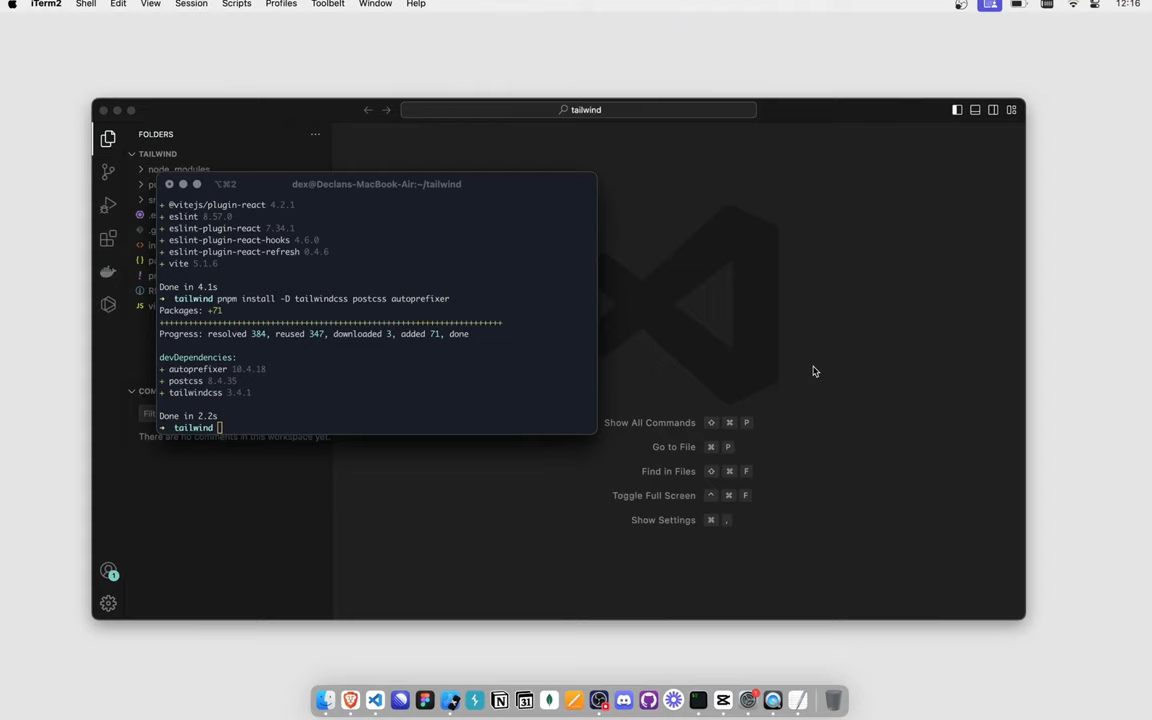 iTerm2 Shell Edit View Session Scripts Profiles Toolbelt Window Help 12:16
tailwind
FOLDERS ...
TAILWIND
node_modules
⌥⌘2 dex@Declans-MacBook-Air:~/tailwind
+ @vitejs/plugin-react 4.2.1
+ eslint 8.57.0
+ eslint-plugin-react 7.34.1
+ eslint-plugin-react-hooks 4.6.0
+ eslint-plugin-react-refresh 0.4.6
+ vite 5.1.6
Done in 4.1s
➜ tailwind pnpm install -D tailwindcss postcss autoprefixer
Packages: +71
+++++++++++++++++++++++++++++++++++++++++++++++++++++++++++++++++++++++
Progress: resolved 384, reused 347, downloaded 3, added 71, done
devDependencies:
+ autoprefixer 10.4.18
+ postcss 8.4.35
+ tailwindcss 3.4.1
Done in 2.2s
➜ tailwind
There are no comments in this workspace yet.
Show All Commands ⇧ ⌘ P
Go to File ⌘ P
Find in Files ⇧ ⌘ F
Toggle Full Screen ^ ⌘ F
Show Settings ⌘ ,
1
31